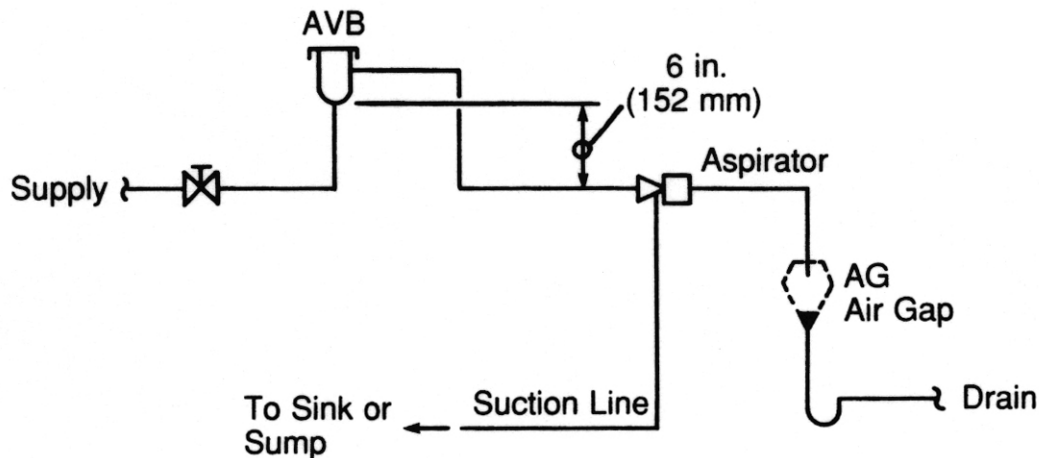 AVB
6 in.
(152 mm)
Aspirator
Supply
AG
Air Gap
To Sink or
Sump
Suction Line
Drain